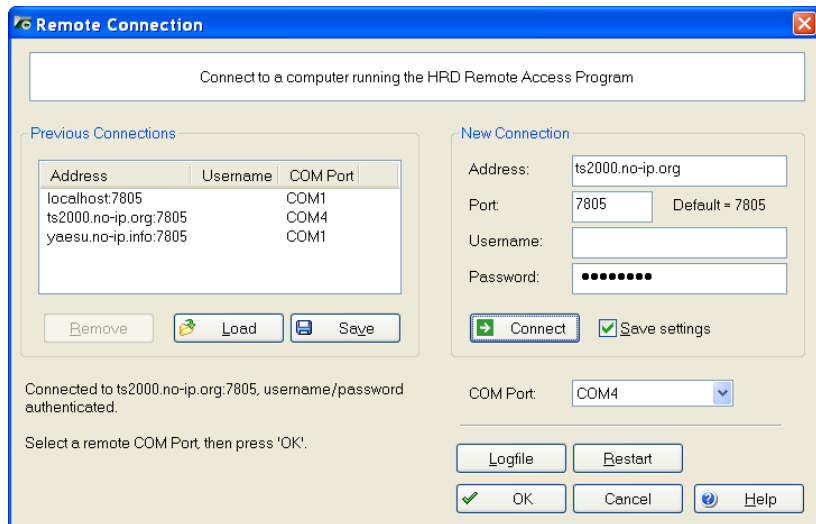 Remote Connection
Connect to a computer running the HRD Remote Access Program
Previous Connections
Address Username COM Port
localhost:7805 COM1
ts2000.no-ip.org:7805 COM4
yaesu.no-ip.info:7805 COM1
Remove Load Save
Connected to ts2000.no-ip.org:7805, username/password
authenticated.
Select a remote COM Port, then press 'OK'.
New Connection
Address: ts2000.no-ip.org
Port: 7805 Default = 7805
Username:
Password: ●●●●●●●●
Connect Save settings
COM Port: COM4
Logfile Restart
OK Cancel Help